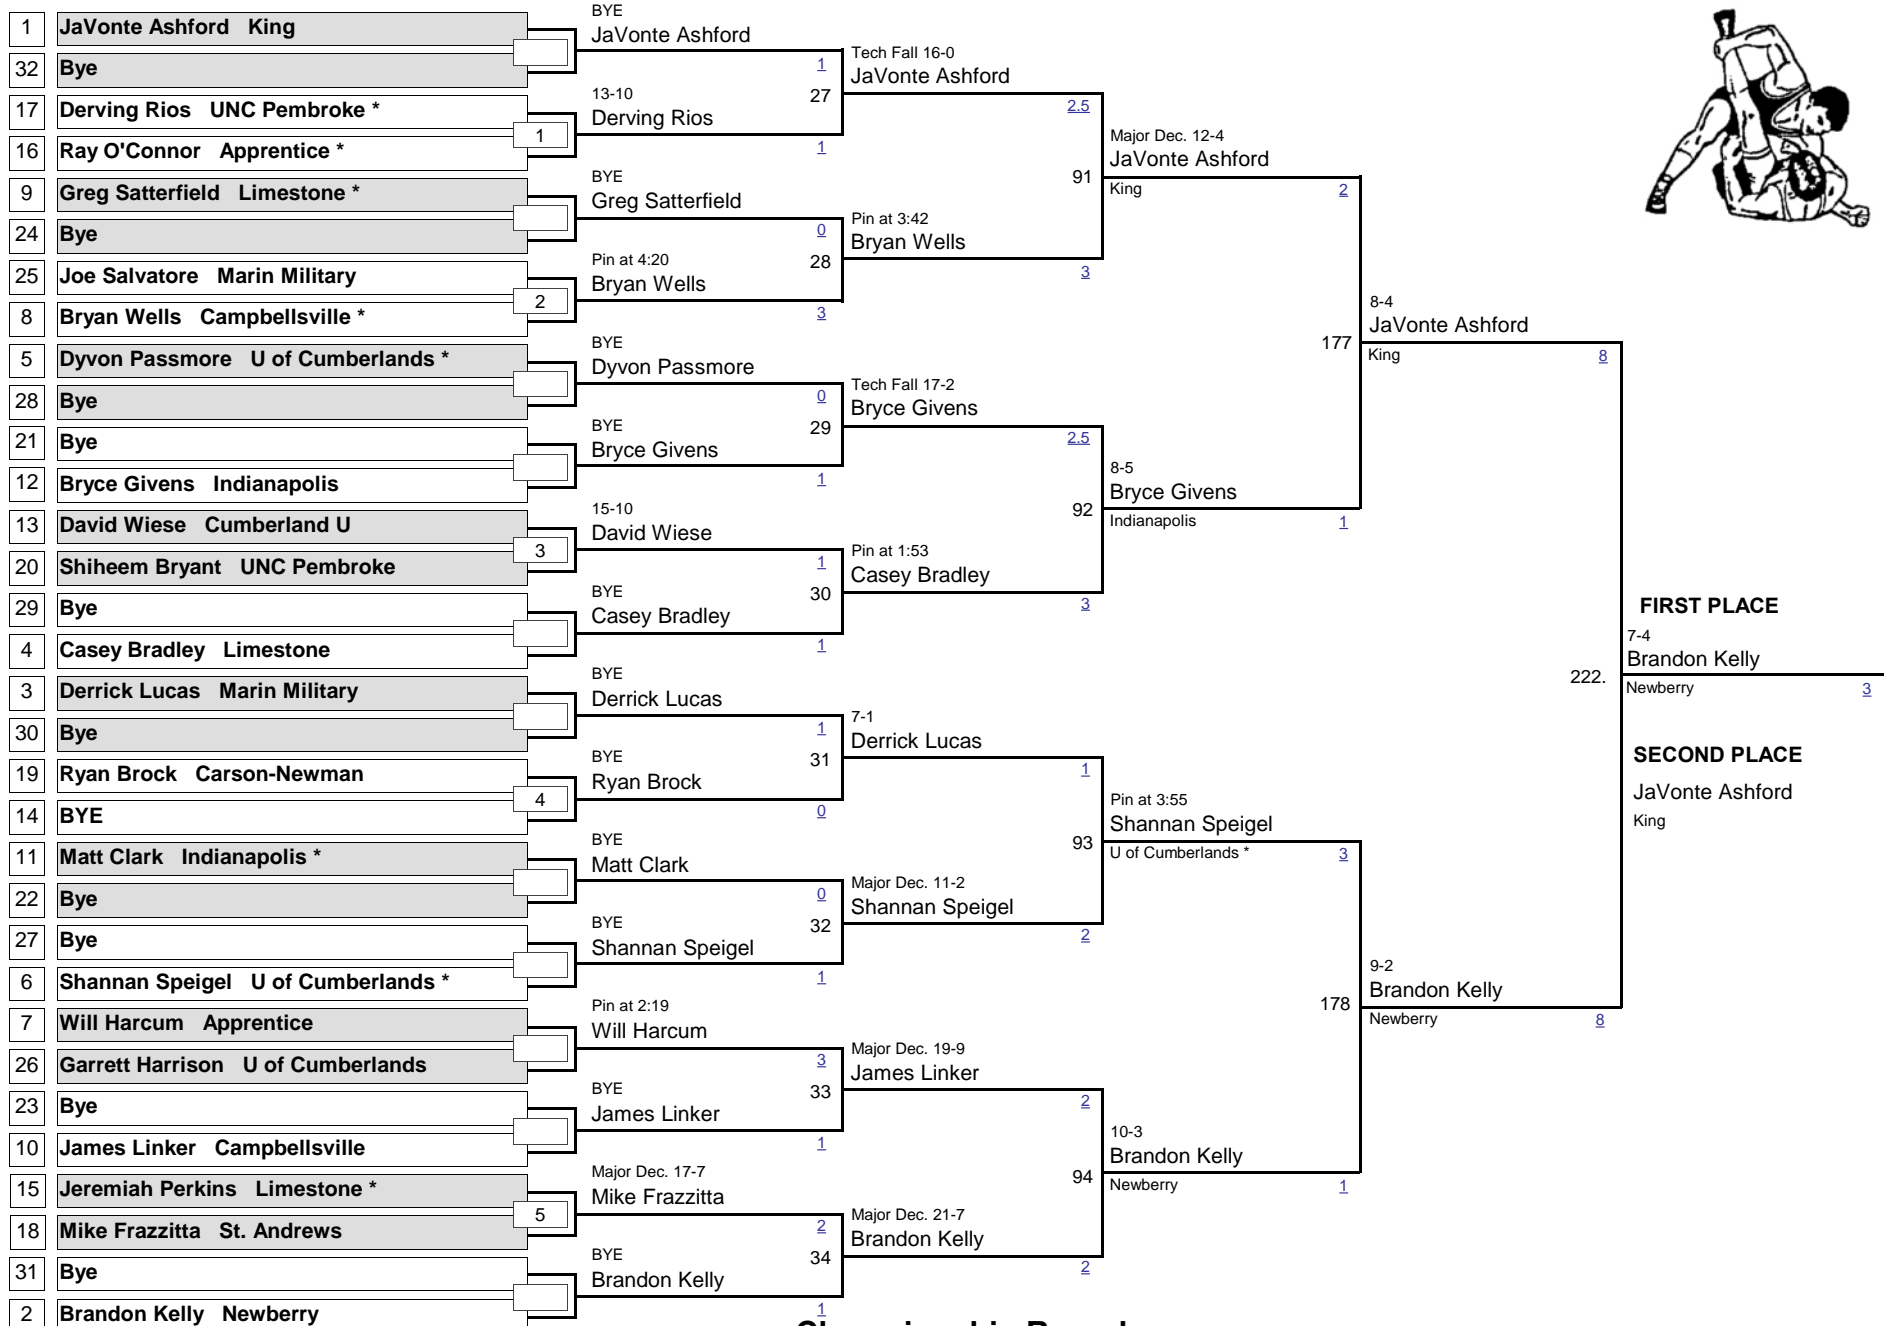 1 JaVonte Ashford King
32 Bye
17 Derving Rios UNC Pembroke *
16 Ray O'Connor Apprentice *
9 Greg Satterfield Limestone *
24 Bye
25 Joe Salvatore Marin Military
8 Bryan Wells Campbellsville *
5 Dyvon Passmore U of Cumberlands *
28 Bye
21 Bye
12 Bryce Givens Indianapolis
13 David Wiese Cumberland U
20 Shiheem Bryant UNC Pembroke
29 Bye
4 Casey Bradley Limestone
3 Derrick Lucas Marin Military
30 Bye
19 Ryan Brock Carson-Newman
14 BYE
11 Matt Clark Indianapolis *
22 Bye
27 Bye
6 Shannan Speigel U of Cumberlands *
7 Will Harcum Apprentice
26 Garrett Harrison U of Cumberlands
23 Bye
10 James Linker Campbellsville
15 Jeremiah Perkins Limestone *
18 Mike Frazzitta St. Andrews
31 Bye
2 Brandon Kelly Newberry
1
2
3
4
5
BYE
JaVonte Ashford
1
27
13-10
Derving Rios
1
BYE
Greg Satterfield
0
28
Pin at 4:20
Bryan Wells
3
BYE
Dyvon Passmore
0
29
BYE
Bryce Givens
1
15-10
David Wiese
1
30
BYE
Casey Bradley
1
BYE
Derrick Lucas
1
31
BYE
Ryan Brock
0
BYE
Matt Clark
0
32
BYE
Shannan Speigel
1
Pin at 2:19
Will Harcum
3
33
BYE
James Linker
1
Major Dec. 17-7
Mike Frazzitta
2
34
BYE
Brandon Kelly
1
Tech Fall 16-0
JaVonte Ashford
2.5
91
Pin at 3:42
Bryan Wells
3
Tech Fall 17-2
Bryce Givens
2.5
92
Pin at 1:53
Casey Bradley
3
7-1
Derrick Lucas
1
93
Major Dec. 11-2
Shannan Speigel
2
Major Dec. 19-9
James Linker
2
94
Major Dec. 21-7
Brandon Kelly
2
Major Dec. 12-4
JaVonte Ashford
King 2
177
8-5
Bryce Givens
Indianapolis 1
Pin at 3:55
Shannan Speigel
U of Cumberlands * 3
178
10-3
Brandon Kelly
Newberry 1
8-4
JaVonte Ashford
King 8
222.
9-2
Brandon Kelly
Newberry 8
FIRST PLACE
7-4
Brandon Kelly
Newberry 3
SECOND PLACE
JaVonte Ashford
King